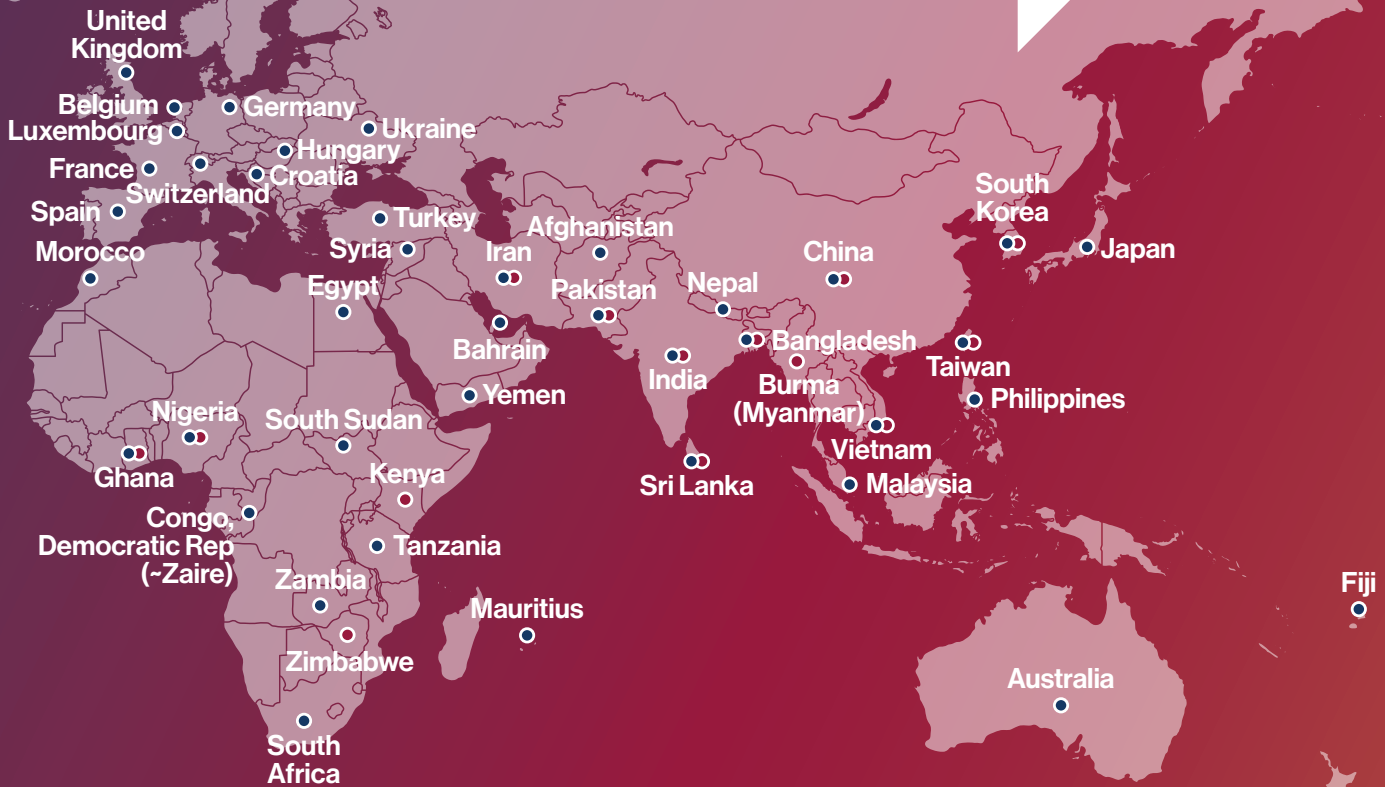 United
Kingdom
Belgium
Germany
Luxembourg
Ukraine
Hungary
France
Croatia
Switzerland
Spain
Turkey
Morocco
Syria
Iran
Afghanistan
China
South
Korea
Japan
Egypt
Pakistan
Nepal
Bahrain
Bangladesh
India
Burma
(Myanmar)
Taiwan
Yemen
Philippines
Nigeria
South Sudan
Vietnam
Ghana
Kenya
Sri Lanka
Malaysia
Congo,
Democratic Rep
(~Zaire)
Tanzania
Zambia
Mauritius
Fiji
Zimbabwe
Australia
South
Africa